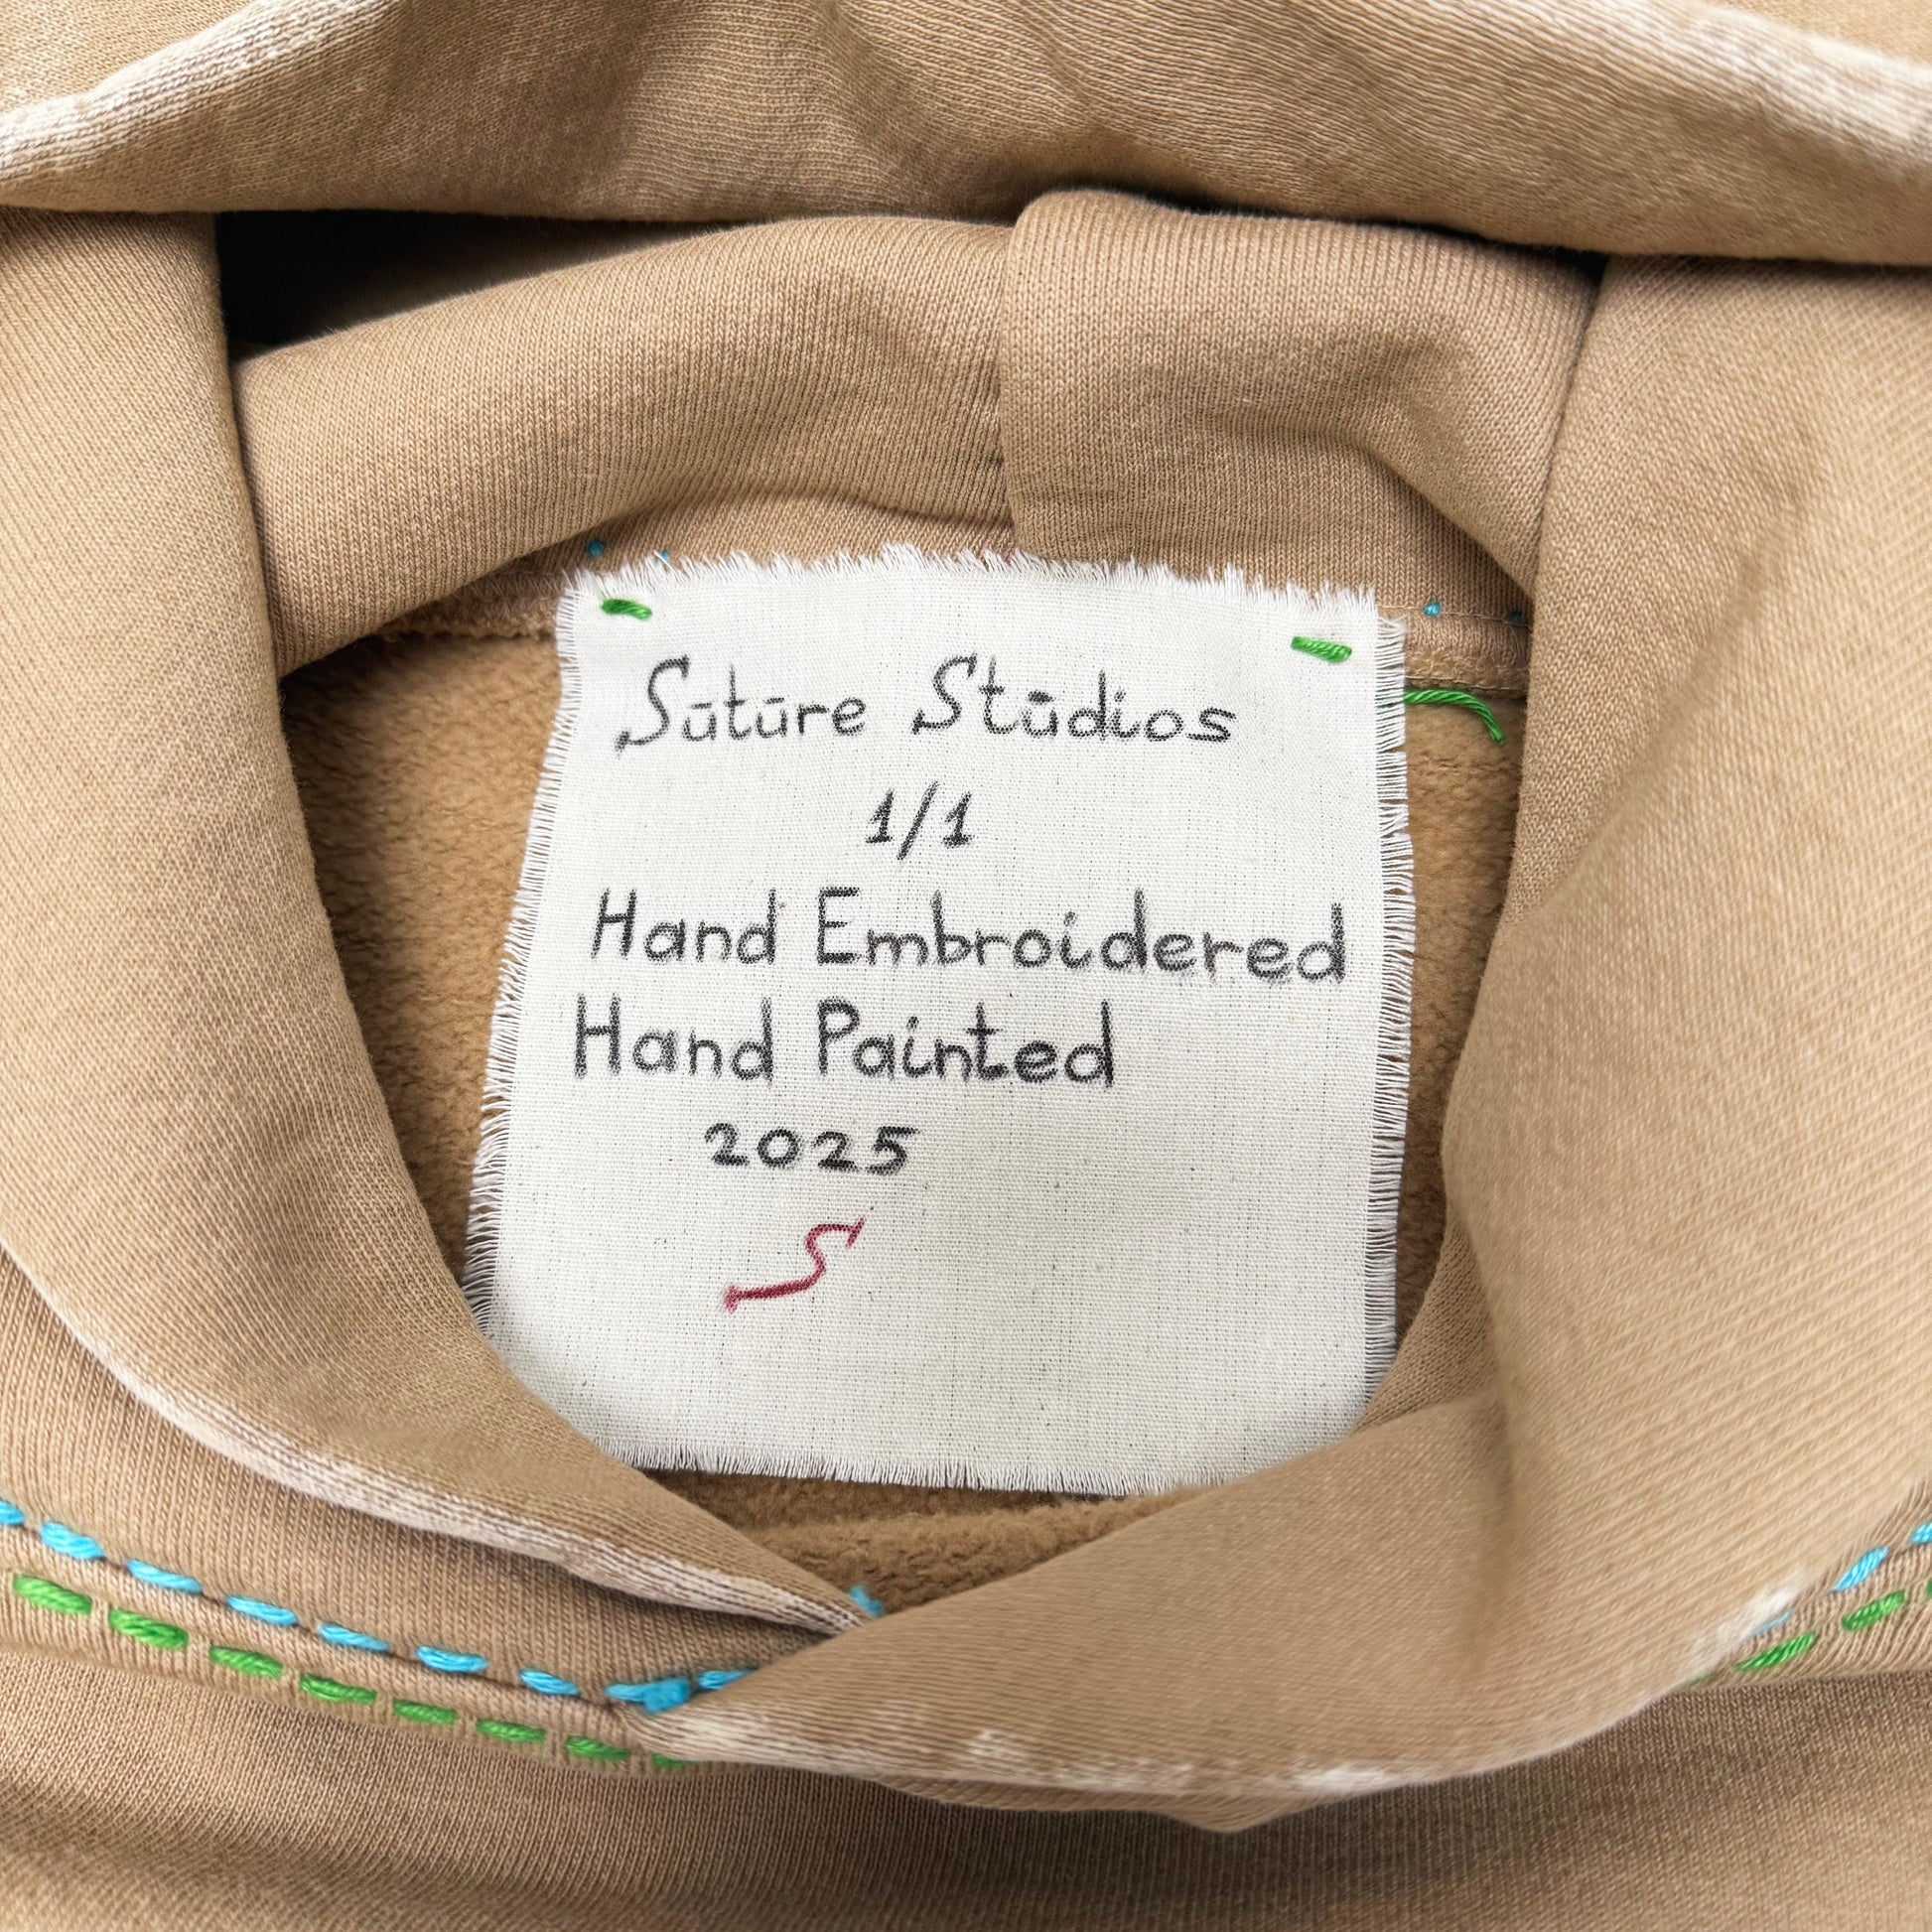 Sūtūre Stūdios
1/1
Hand Embroidered
Hand Painted
2025
S